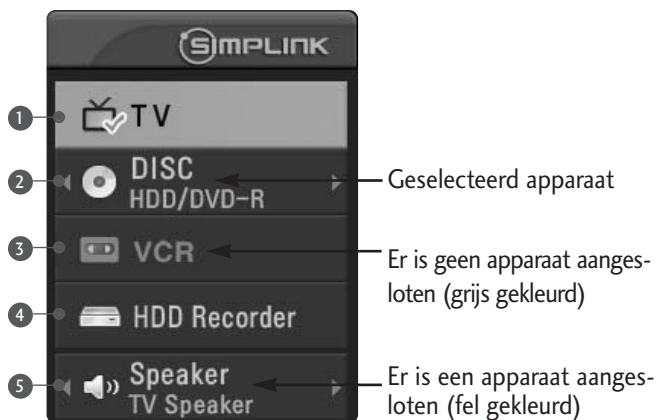 SIMPLINK
1 TV
2 DISC
HDD/DVD-R
Geselecteerd apparaat
3 VCR
Er is geen apparaat aanges-
loten (grijs gekleurd)
4 HDD Recorder
5 Speaker
TV Speaker
Er is een apparaat aanges-
loten (fel gekleurd)